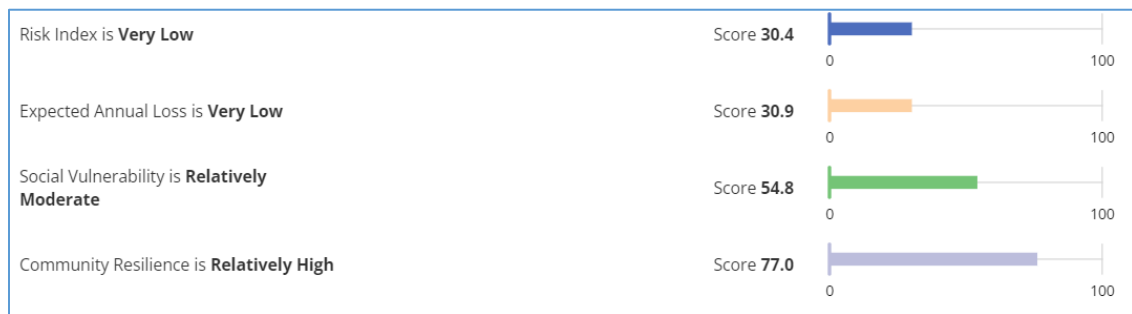 Risk Index is Very Low
Score 30.4
0
100
Expected Annual Loss is Very Low
Score 30.9
0
100
Social Vulnerability is Relatively
Moderate
Score 54.8
0
100
Community Resilience is Relatively High
Score 77.0
0
100